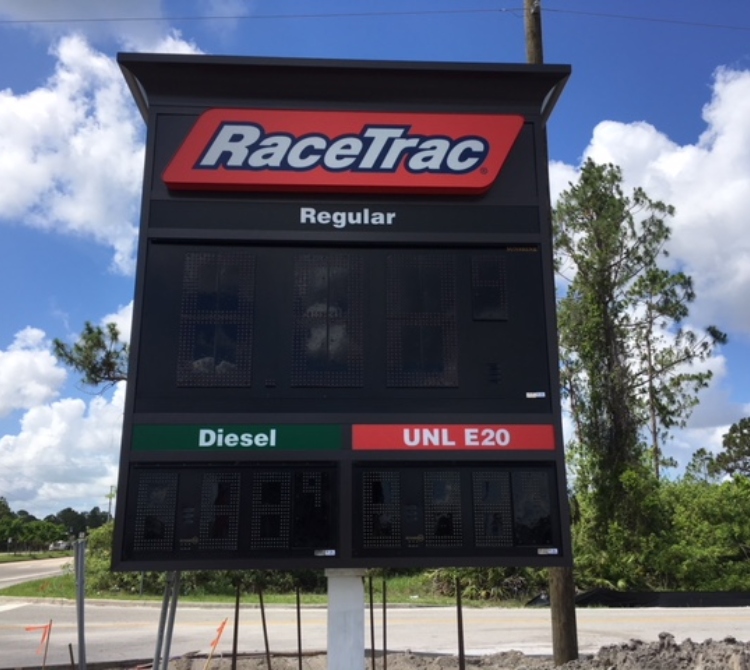 RaceTrac
Regular
Diesel
UNL E20